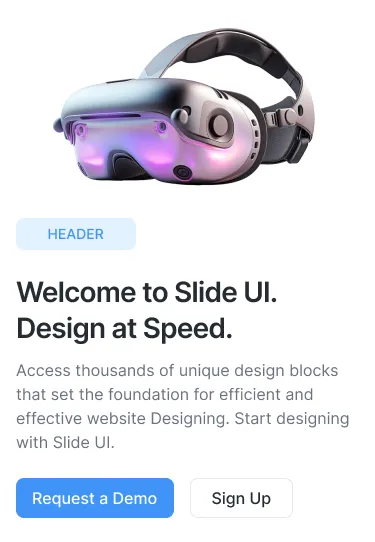 HEADER
Welcome to Slide UI.
Design at Speed.
Access thousands of unique design blocks
that set the foundation for efficient and
effective website Designing. Start designing
with Slide UI.
Request a Demo
Sign Up